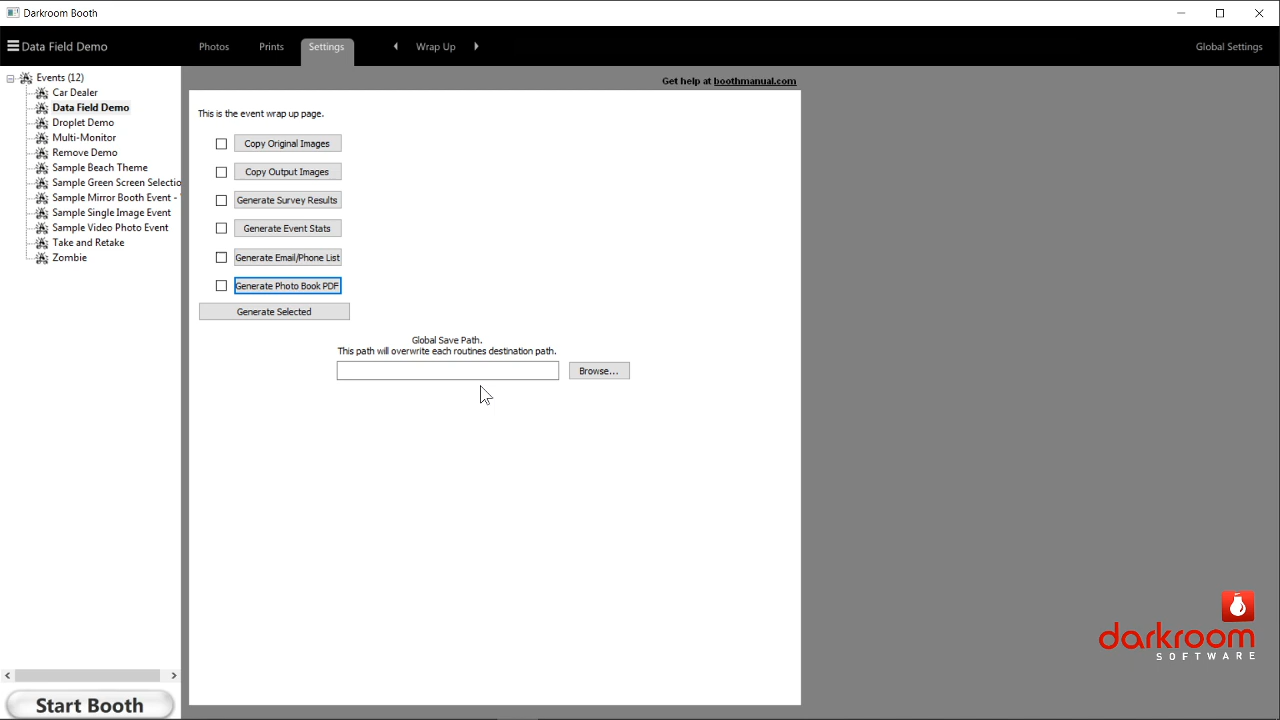 Darkroom Booth
Data Field Demo
Photos
Prints
Settings
Wrap Up
Global Settings
Get help at boothmanual.com
Events (12)
Car Dealer
Data Field Demo
Droplet Demo
Multi-Monitor
Remove Demo
Sample Beach Theme
Sample Green Screen Selectio
Sample Mirror Booth Event -
Sample Single Image Event
Sample Video Photo Event
Take and Retake
Zombie
This is the event wrap up page.
Copy Original Images
Copy Output Images
Generate Survey Results
Generate Event Stats
Generate Email/Phone List
Generate Photo Book PDF
Generate Selected
Global Save Path.
This path will overwrite each routines destination path.
Browse...
darkroom
SOFTWARE
Start Booth